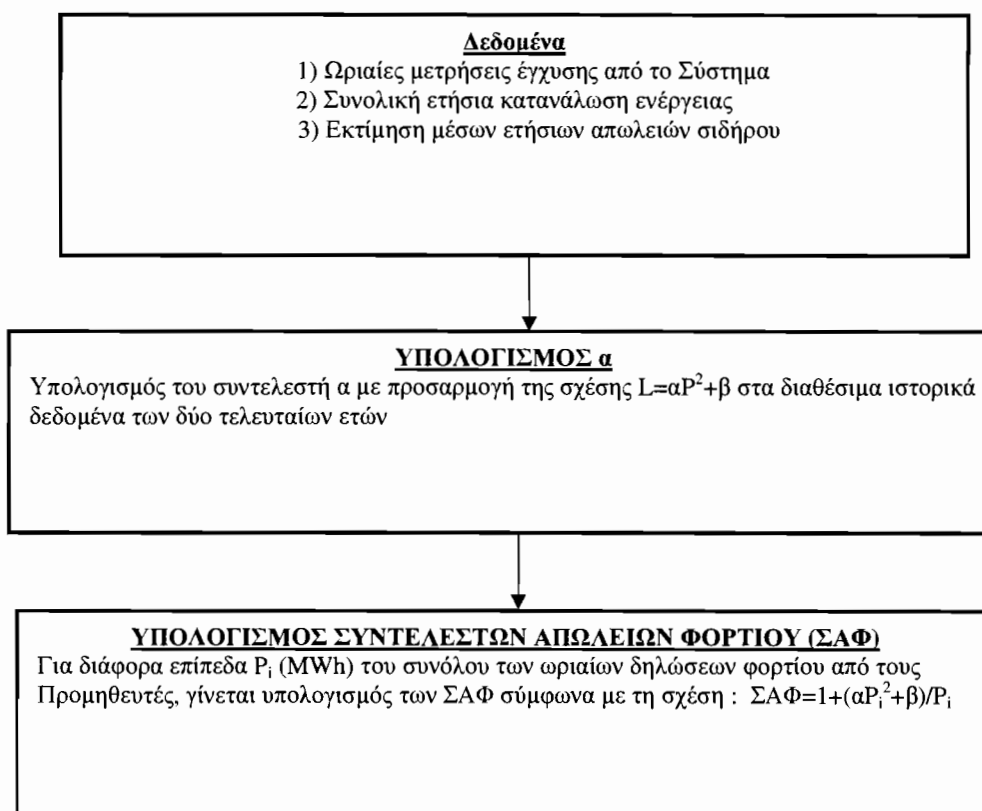 Δεδομένα
1) Ωριαίες μετρήσεις έγχυσης από το Σύστημα
2) Συνολική ετήσια κατανάλωση ενέργειας
3) Εκτίμηση μέσων ετήσιων απωλειών σιδήρου
ΥΠΟΛΟΓΙΣΜΟΣ α
Υπολογισμός του συντελεστή α με προσαρμογή της σχέσης L=αP²+β στα διαθέσιμα ιστορικά
δεδομένα των δύο τελευταίων ετών
ΥΠΟΛΟΓΙΣΜΟΣ ΣΥΝΤΕΛΕΣΤΩΝ ΑΠΩΛΕΙΩΝ ΦΟΡΤΙΟΥ (ΣΑΦ)
Για διάφορα επίπεδα Pᵢ (MWh) του συνόλου των ωριαίων δηλώσεων φορτίου από τους
Προμηθευτές, γίνεται υπολογισμός των ΣΑΦ σύμφωνα με τη σχέση : ΣΑΦ=1+(αPᵢ²+β)/Pᵢ